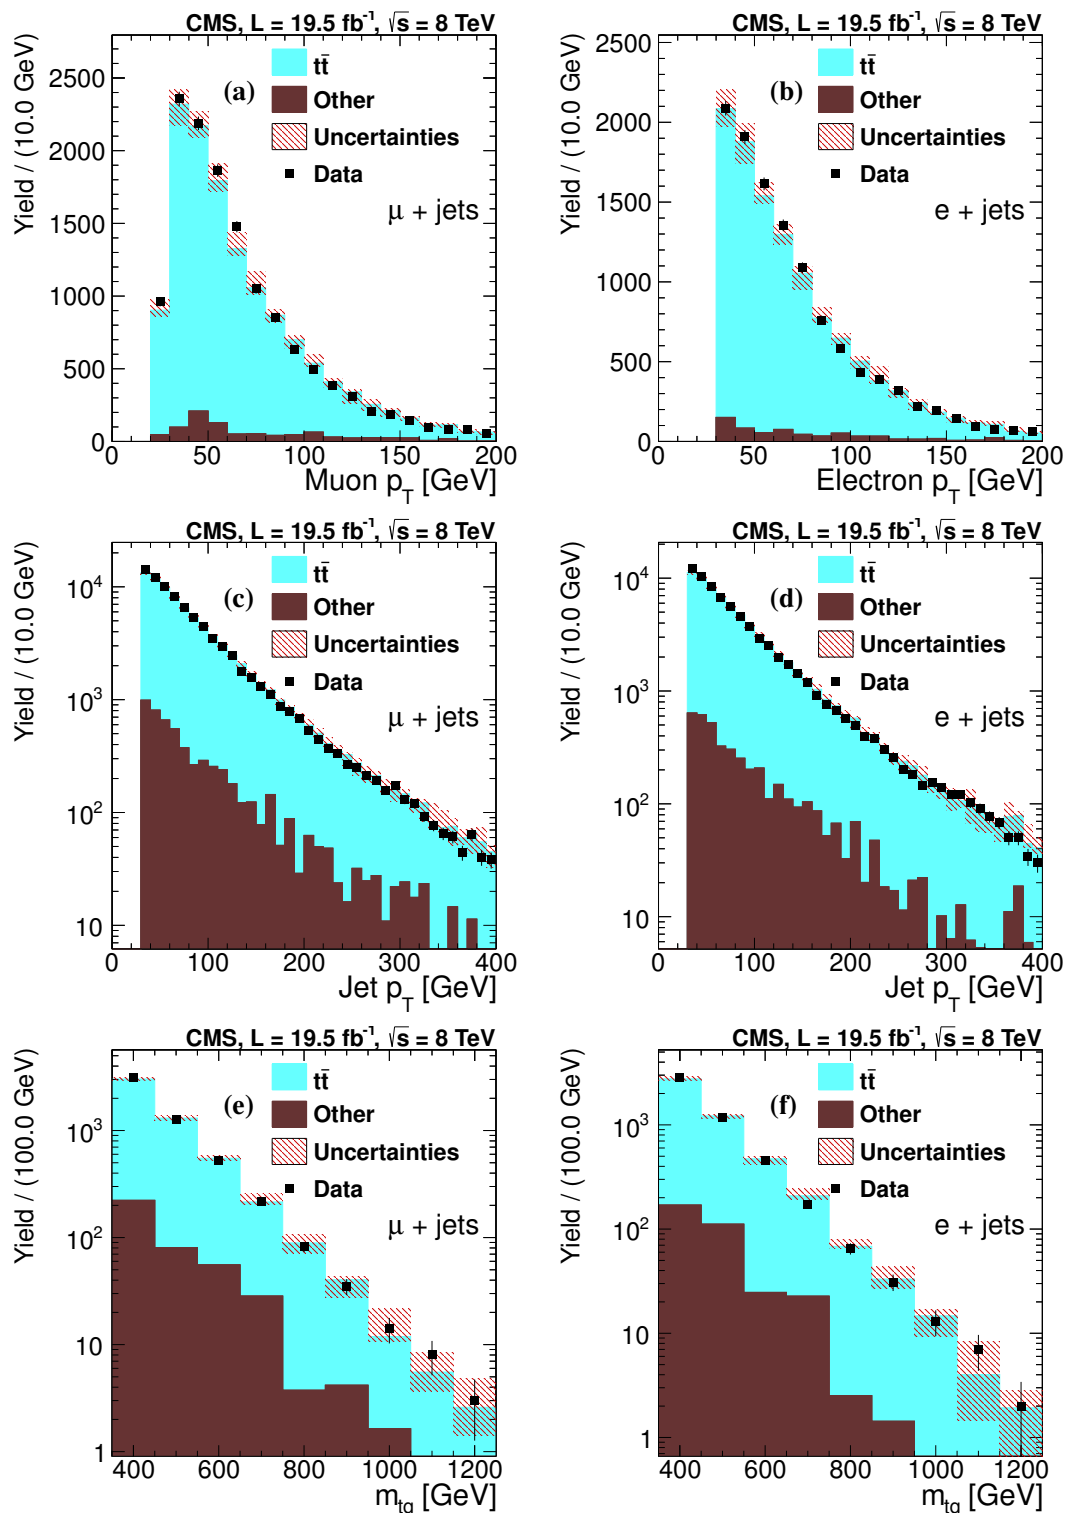 CMS, L = 19.5 fb⁻¹, √s = 8 TeV
Yield / (10.0 GeV)
2500
2000
1500
1000
500
0
(a)
tt̄
Other
Uncertainties
Data
μ + jets
0 50 100 150 200
Muon p_T [GeV]
CMS, L = 19.5 fb⁻¹, √s = 8 TeV
Yield / (10.0 GeV)
2500
2000
1500
1000
500
0
(b)
tt̄
Other
Uncertainties
Data
e + jets
0 50 100 150 200
Electron p_T [GeV]
CMS, L = 19.5 fb⁻¹, √s = 8 TeV
Yield / (10.0 GeV)
10⁴
10³
10²
10
(c)
tt̄
Other
Uncertainties
Data
μ + jets
0 100 200 300 400
Jet p_T [GeV]
CMS, L = 19.5 fb⁻¹, √s = 8 TeV
Yield / (10.0 GeV)
10⁴
10³
10²
10
(d)
tt̄
Other
Uncertainties
Data
e + jets
0 100 200 300 400
Jet p_T [GeV]
CMS, L = 19.5 fb⁻¹, √s = 8 TeV
Yield / (100.0 GeV)
10³
10²
10
1
(e)
tt̄
Other
Uncertainties
Data
μ + jets
400 600 800 1000 1200
m_tg [GeV]
CMS, L = 19.5 fb⁻¹, √s = 8 TeV
Yield / (100.0 GeV)
10³
10²
10
1
(f)
tt̄
Other
Uncertainties
Data
e + jets
400 600 800 1000 1200
m_tg [GeV]